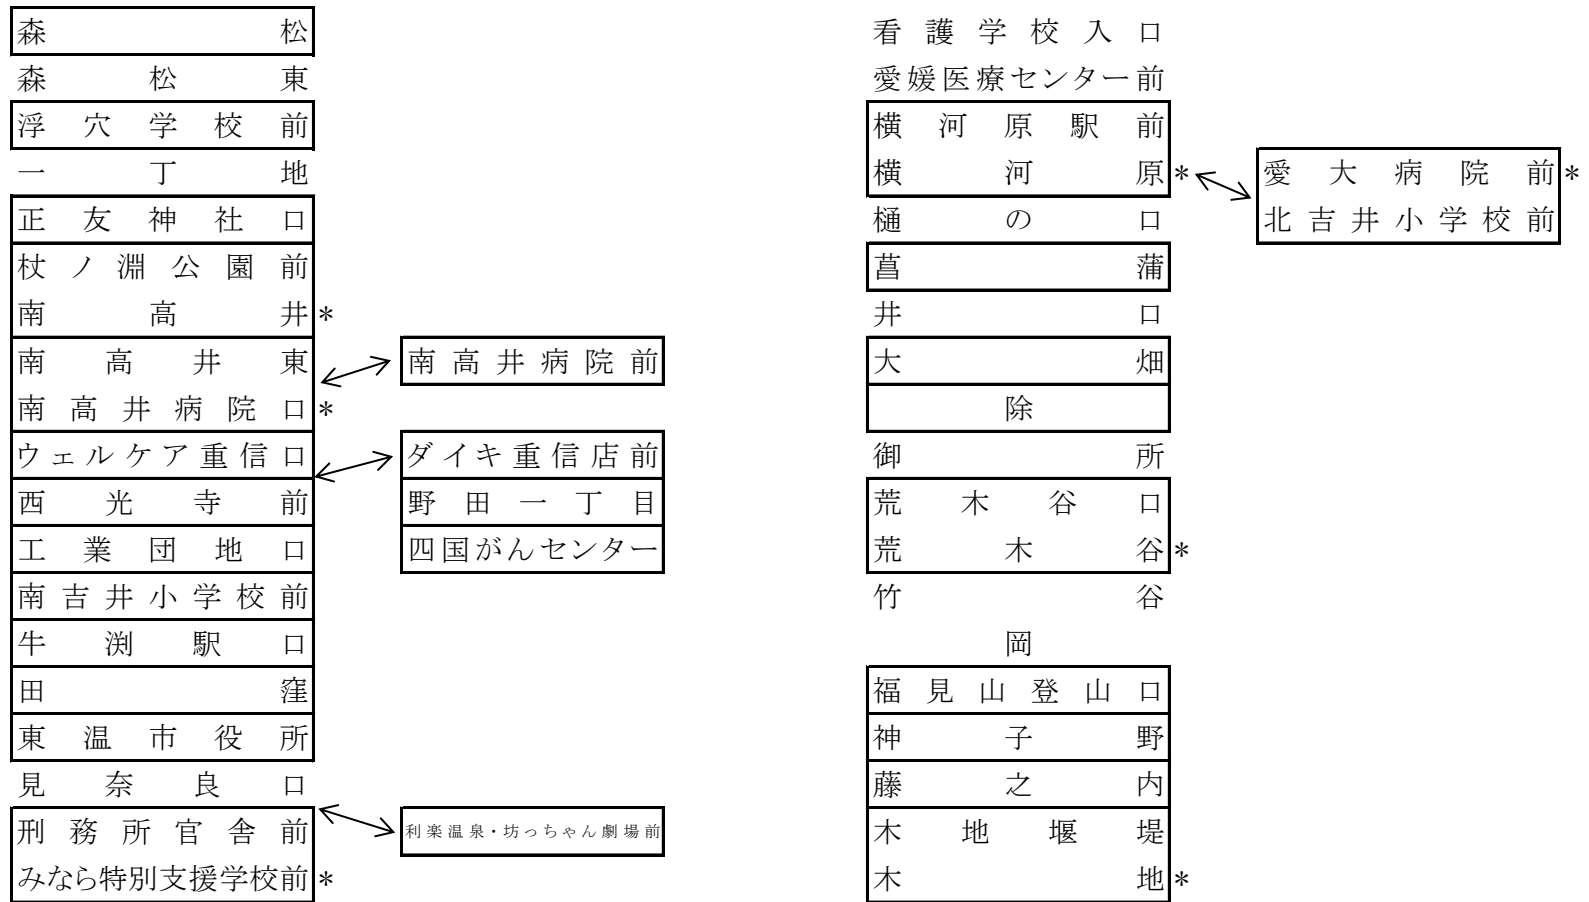 森松
森松東
浮穴学校前
一丁地
正友神社口
杖ノ淵公園前
南高井*
南高井東
南高井病院口*
ウェルケア重信口
西光寺前
工業団地口
南吉井小学校前
牛渕駅口
田窪
東温市役所
見奈良口
刑務所官舎前
みなら特別支援学校前*
南高井病院前
ダイキ重信店前
野田一丁目
四国がんセンター
利楽温泉・坊っちゃん劇場前
看護学校入口
愛媛医療センター前
横河原駅前
横河原*
樋の口
菖蒲
井口
大畑
除
御所
荒木谷口
荒木谷*
竹谷
岡
福見山登山口
神子野
藤之内
木地堰堤
木地*
愛大病院前*
北吉井小学校前